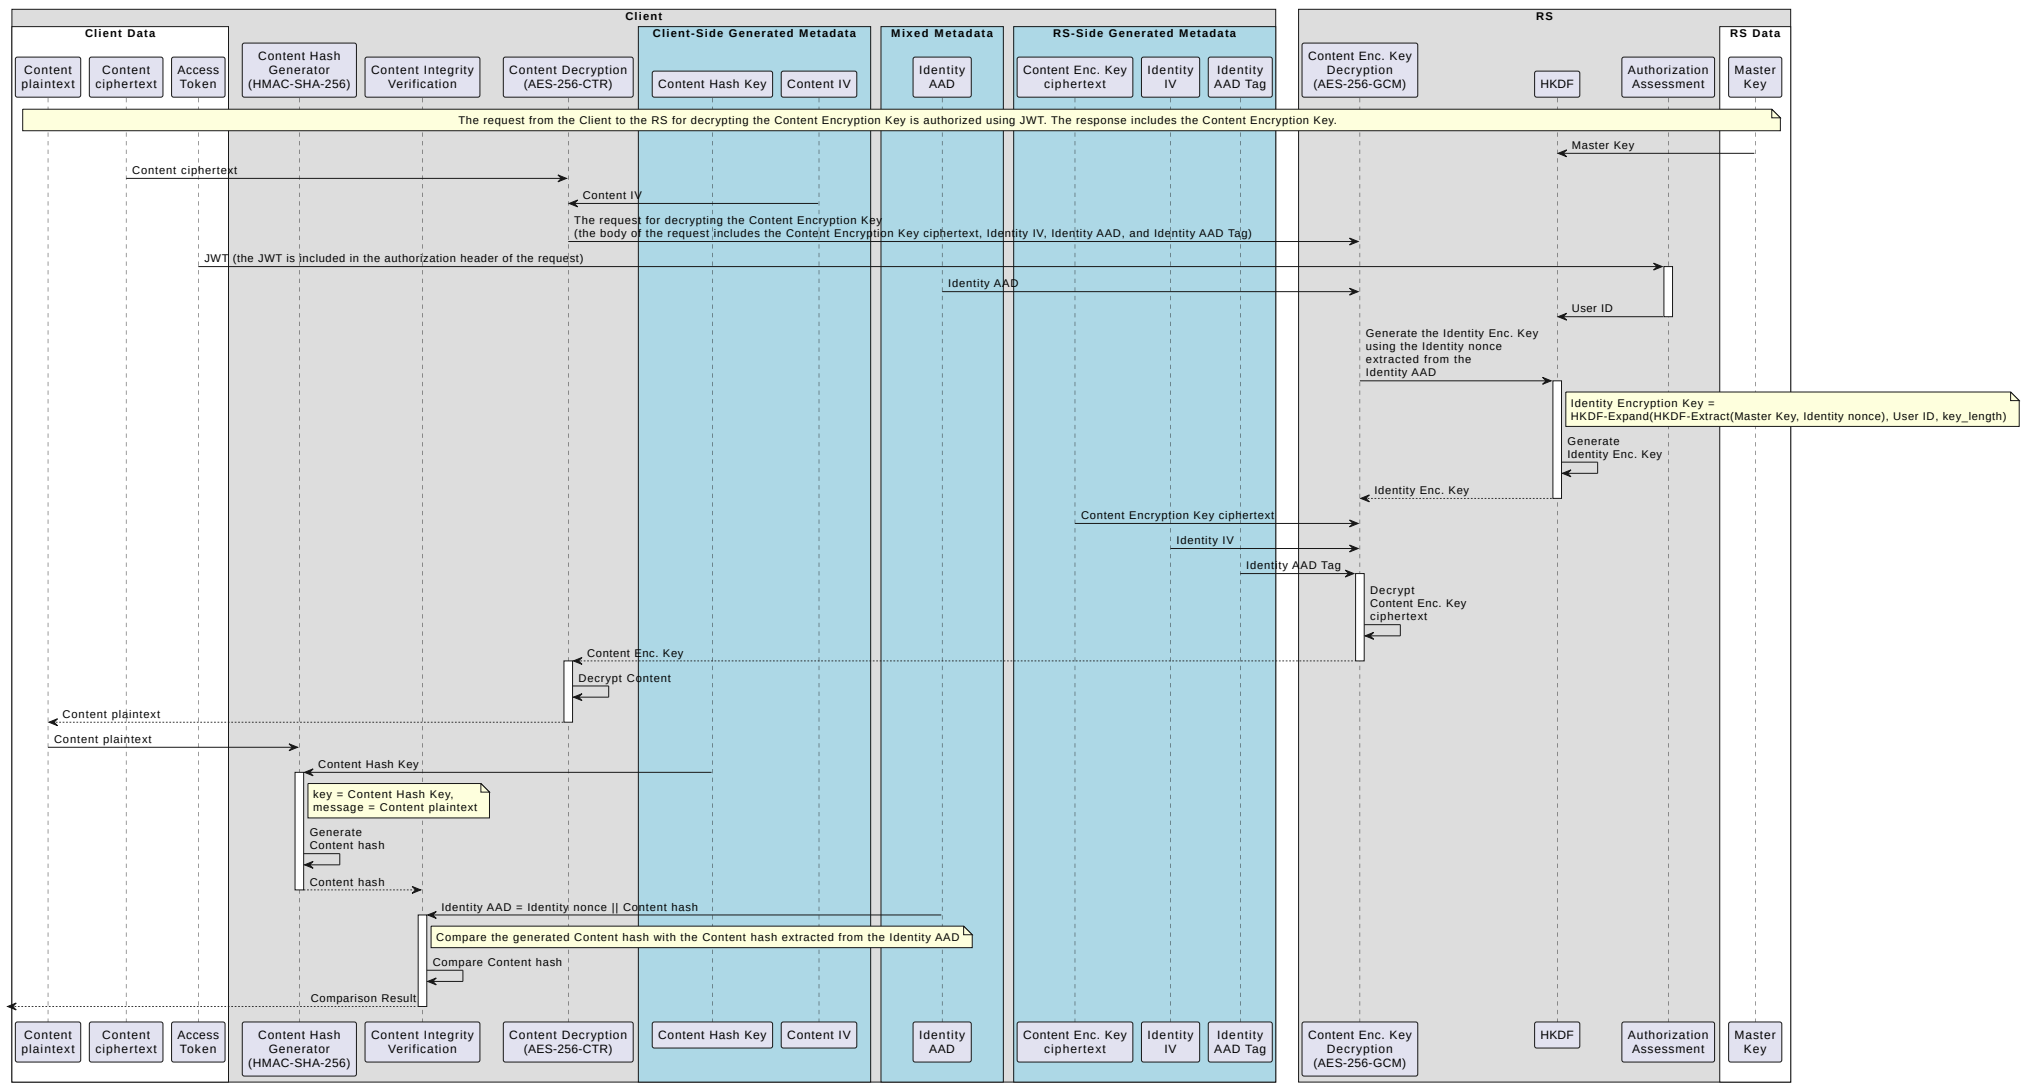 Client
RS
Client Data
Client-Side Generated Metadata
Mixed Metadata
RS-Side Generated Metadata
RS Data
Content
plaintext
Content
ciphertext
Access
Token
Content Hash
Generator
(HMAC-SHA-256)
Content Integrity
Verification
Content Decryption
(AES-256-CTR)
Content Hash Key
Content IV
Identity
AAD
Content Enc. Key
ciphertext
Identity
IV
Identity
AAD Tag
Content Enc. Key
Decryption
(AES-256-GCM)
HKDF
Authorization
Assessment
Master
Key
The request from the Client to the RS for decrypting the Content Encryption Key is authorized using JWT. The response includes the Content Encryption Key.
Master Key
Content ciphertext
Content IV
The request for decrypting the Content Encryption Key
(the body of the request includes the Content Encryption Key ciphertext, Identity IV, Identity AAD, and Identity AAD Tag)
JWT (the JWT is included in the authorization header of the request)
Identity AAD
User ID
Generate the Identity Enc. Key
using the Identity nonce
extracted from the
Identity AAD
Identity Encryption Key =
HKDF-Expand(HKDF-Extract(Master Key, Identity nonce), User ID, key_length)
Generate
Identity Enc. Key
Identity Enc. Key
Content Encryption Key ciphertext
Identity IV
Identity AAD Tag
Decrypt
Content Enc. Key
ciphertext
Content Enc. Key
Decrypt Content
Content plaintext
Content plaintext
Content Hash Key
key = Content Hash Key,
message = Content plaintext
Generate
Content hash
Content hash
Identity AAD = Identity nonce || Content hash
Compare the generated Content hash with the Content hash extracted from the Identity AAD
Compare Content hash
Comparison Result
Content
plaintext
Content
ciphertext
Access
Token
Content Hash
Generator
(HMAC-SHA-256)
Content Integrity
Verification
Content Decryption
(AES-256-CTR)
Content Hash Key
Content IV
Identity
AAD
Content Enc. Key
ciphertext
Identity
IV
Identity
AAD Tag
Content Enc. Key
Decryption
(AES-256-GCM)
HKDF
Authorization
Assessment
Master
Key